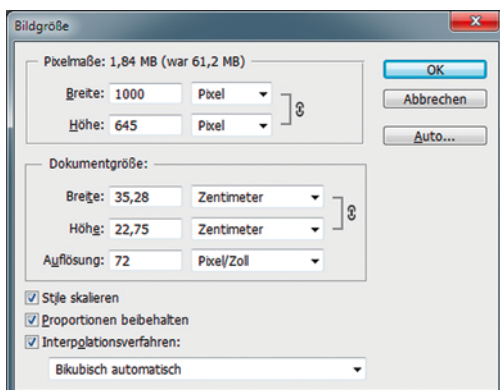 Bildgröße
Pixelmaße: 1,84 MB (war 61,2 MB)
Breite: 1000 Pixel
Höhe: 645 Pixel
OK
Abbrechen
Auto...
Dokumentgröße:
Breite: 35,28 Zentimeter
Höhe: 22,75 Zentimeter
Auflösung: 72 Pixel/Zoll
Stile skalieren
Proportionen beibehalten
Interpolationsverfahren:
Bikubisch automatisch